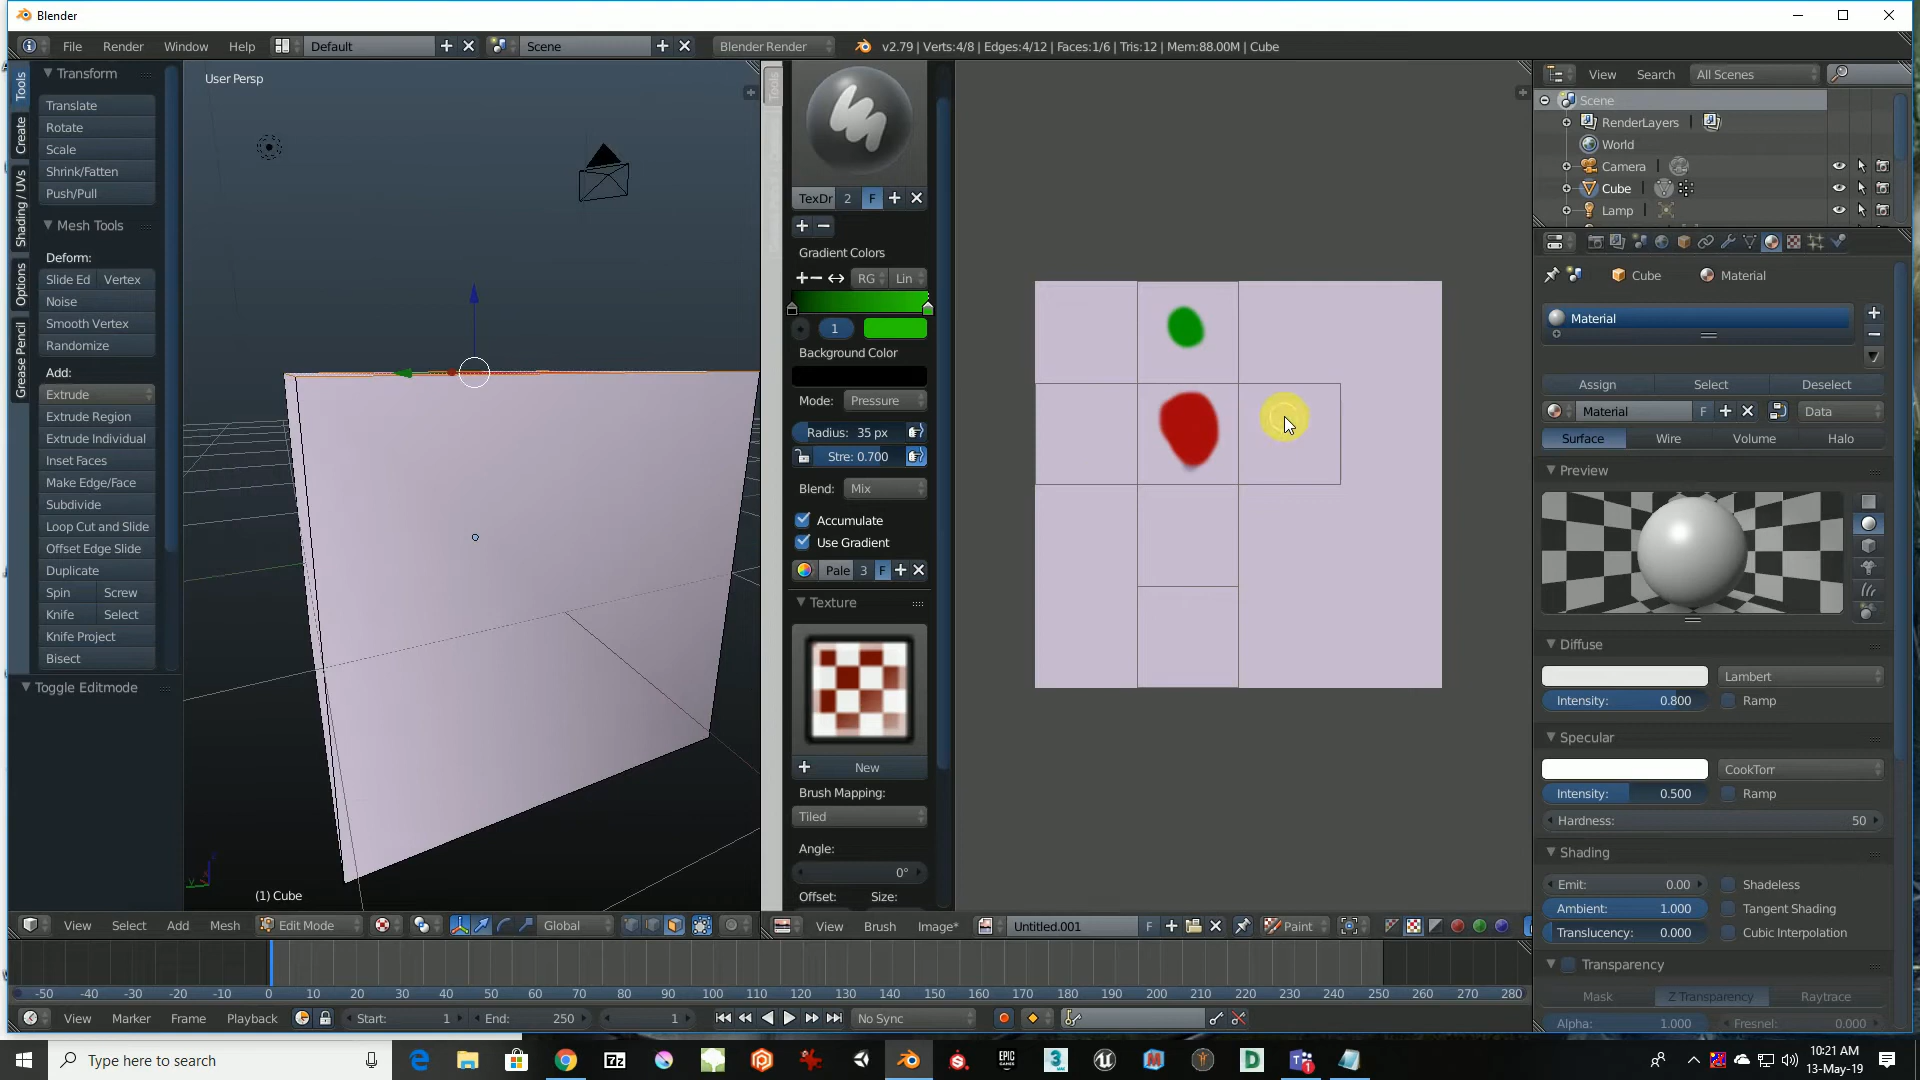 Blender
File Render Window Help Default Scene Blender Render v2.79 | Verts:4/8 | Edges:4/12 | Faces:1/6 | Tris:12 | Mem:88.00M | Cube
Tools
Create
Shading / UVs
Options
Grease Pencil
Transform
Translate
Rotate
Scale
Shrink/Fatten
Push/Pull
Mesh Tools
Deform:
Slide Ed Vertex
Noise
Smooth Vertex
Randomize
Add:
Extrude
Extrude Region
Extrude Individual
Inset Faces
Make Edge/Face
Subdivide
Loop Cut and Slide
Offset Edge Slide
Duplicate
Spin Screw
Knife Select
Knife Project
Bisect
Toggle Editmode
User Persp
(1) Cube
View Select Add Mesh Edit Mode Global
Tools
TexDr 2 F
Gradient Colors
RG Lin
1
Background Color
Mode: Pressure
Radius: 35 px
Stre: 0.700
Blend: Mix
Accumulate
Use Gradient
Pale 3 F
Texture
New
Brush Mapping:
Tiled
Angle:
0°
Offset: Size:
View Brush Image* Untitled.001 F Paint
View Search All Scenes
Scene
RenderLayers
World
Camera
Cube
Lamp
Cube Material
Material
Assign Select Deselect
Material F Data
Surface Wire Volume Halo
Preview
Diffuse
Lambert
Intensity: 0.800 Ramp
Specular
CookTorr
Intensity: 0.500 Ramp
Hardness: 50
Shading
Emit: 0.00 Shadeless
Ambient: 1.000 Tangent Shading
Translucency: 0.000 Cubic Interpolation
Transparency
Mask Z Transparency Raytrace
Alpha: 1.000 Fresnel: 0.000
-50 -40 -30 -20 -10 0 10 20 30 40 50 60 70 80 90 100 110 120 130 140 150 160 170 180 190 200 210 220 230 240 250 260 270 280
View Marker Frame Playback Start: 1 End: 250 1 No Sync
Type here to search
10:21 AM
13-May-19